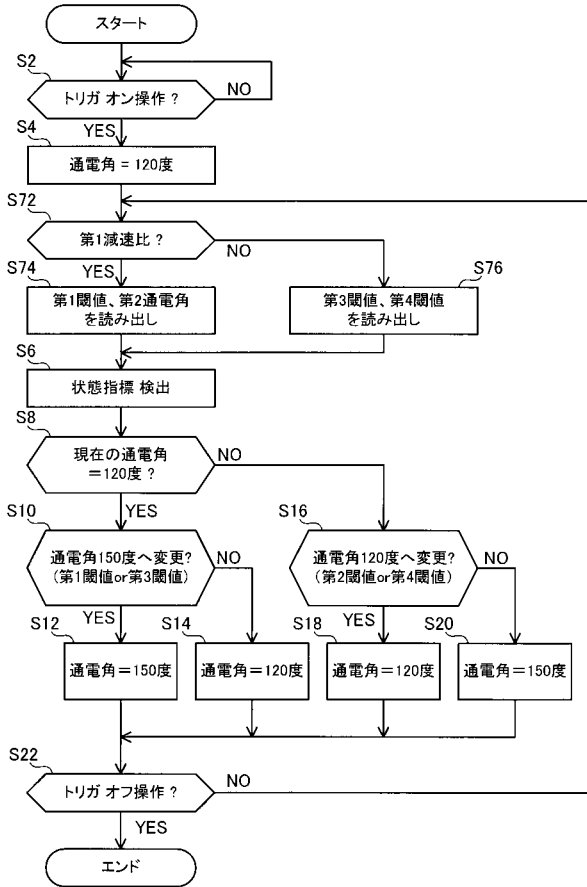 スタート
S2
トリガ オン操作 ?
NO
YES
S4
通電角 = 120度
S72
第1減速比 ?
NO
S74
YES
S76
第1閾値、第2通電角
を読み出し
第3閾値、第4閾値
を読み出し
S6
状態指標 検出
S8
現在の通電角
=120度 ?
NO
YES
S10
S16
通電角150度へ変更?
(第1閾値or第3閾値)
NO
通電角120度へ変更?
(第2閾値or第4閾値)
NO
S12
YES
S14
S18
YES
S20
通電角=150度
通電角=120度
通電角=120度
通電角=150度
S22
トリガ オフ操作 ?
NO
YES
エンド